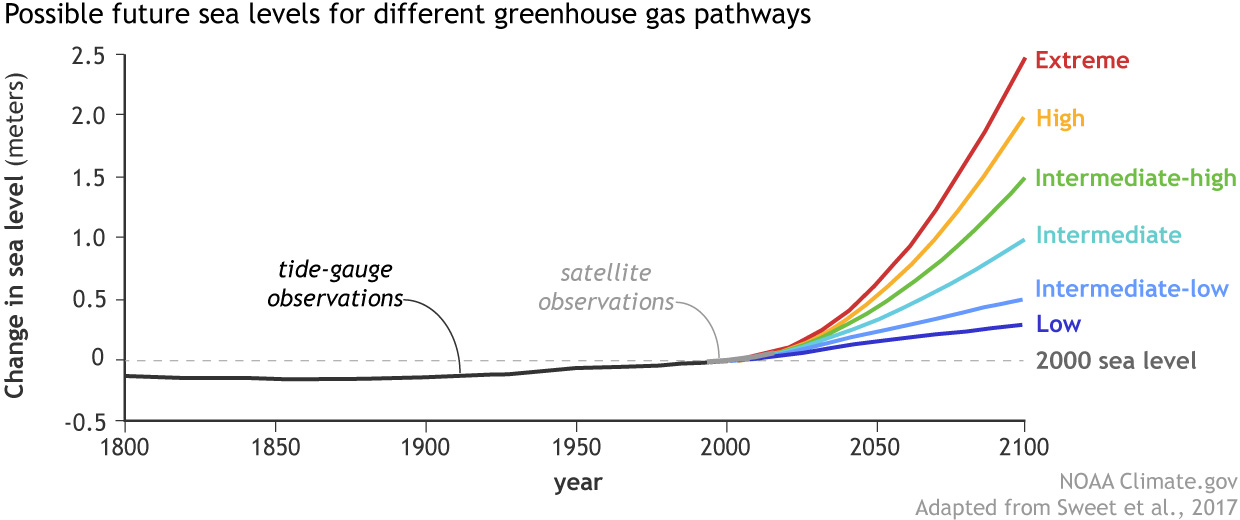 Possible future sea levels for different greenhouse gas pathways
Change in sea level (meters)
2.5
2.0
1.5
1.0
0.5
0
-0.5
1800
1850
1900
1950
2000
2050
2100
year
tide-gauge
observations
satellite
observations
Extreme
High
Intermediate-high
Intermediate
Intermediate-low
Low
2000 sea level
NOAA Climate.gov
Adapted from Sweet et al., 2017